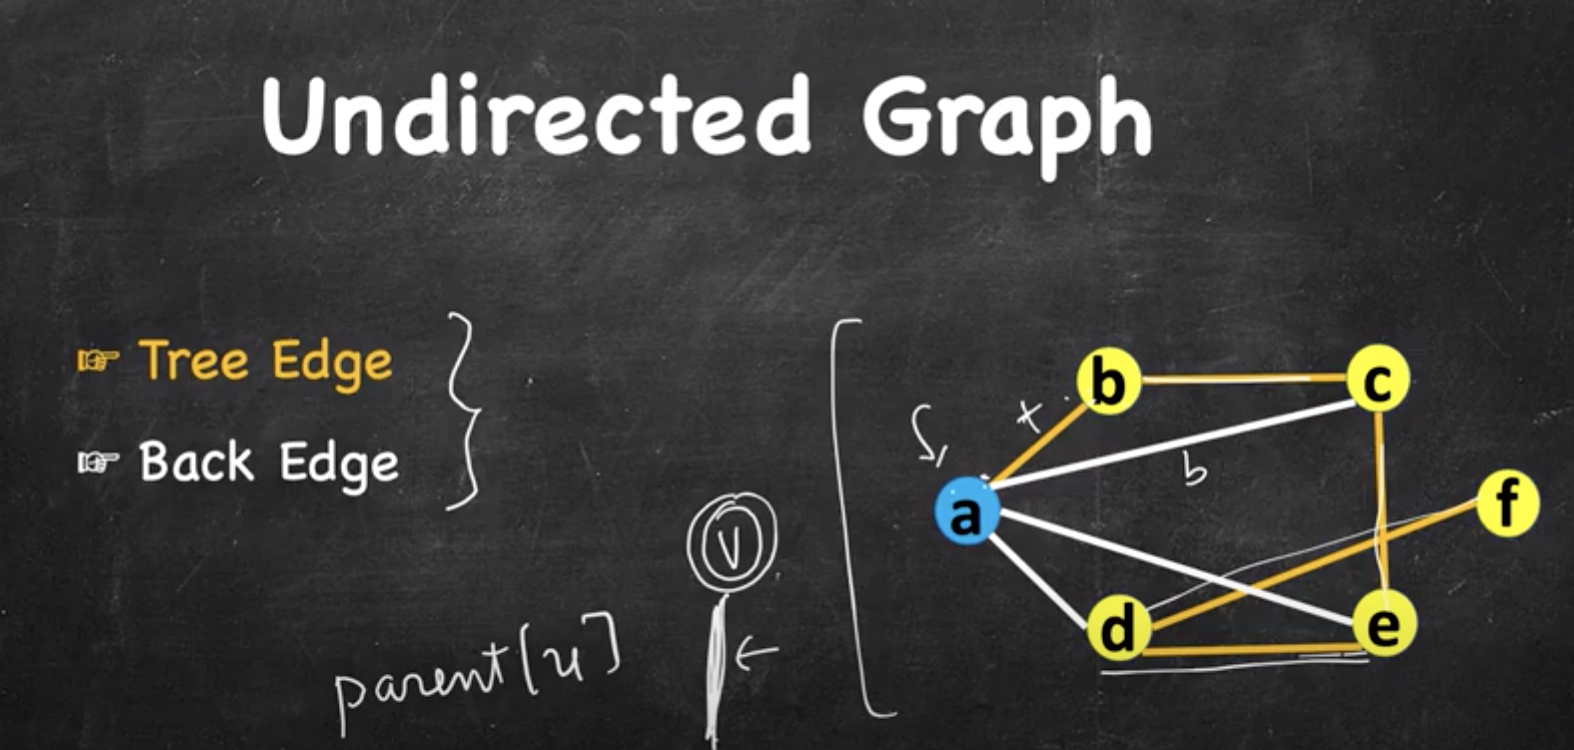 Undirected Graph
☞ Tree Edge
☞ Back Edge
b
c
a
b
f
d
e
v
parent[u]